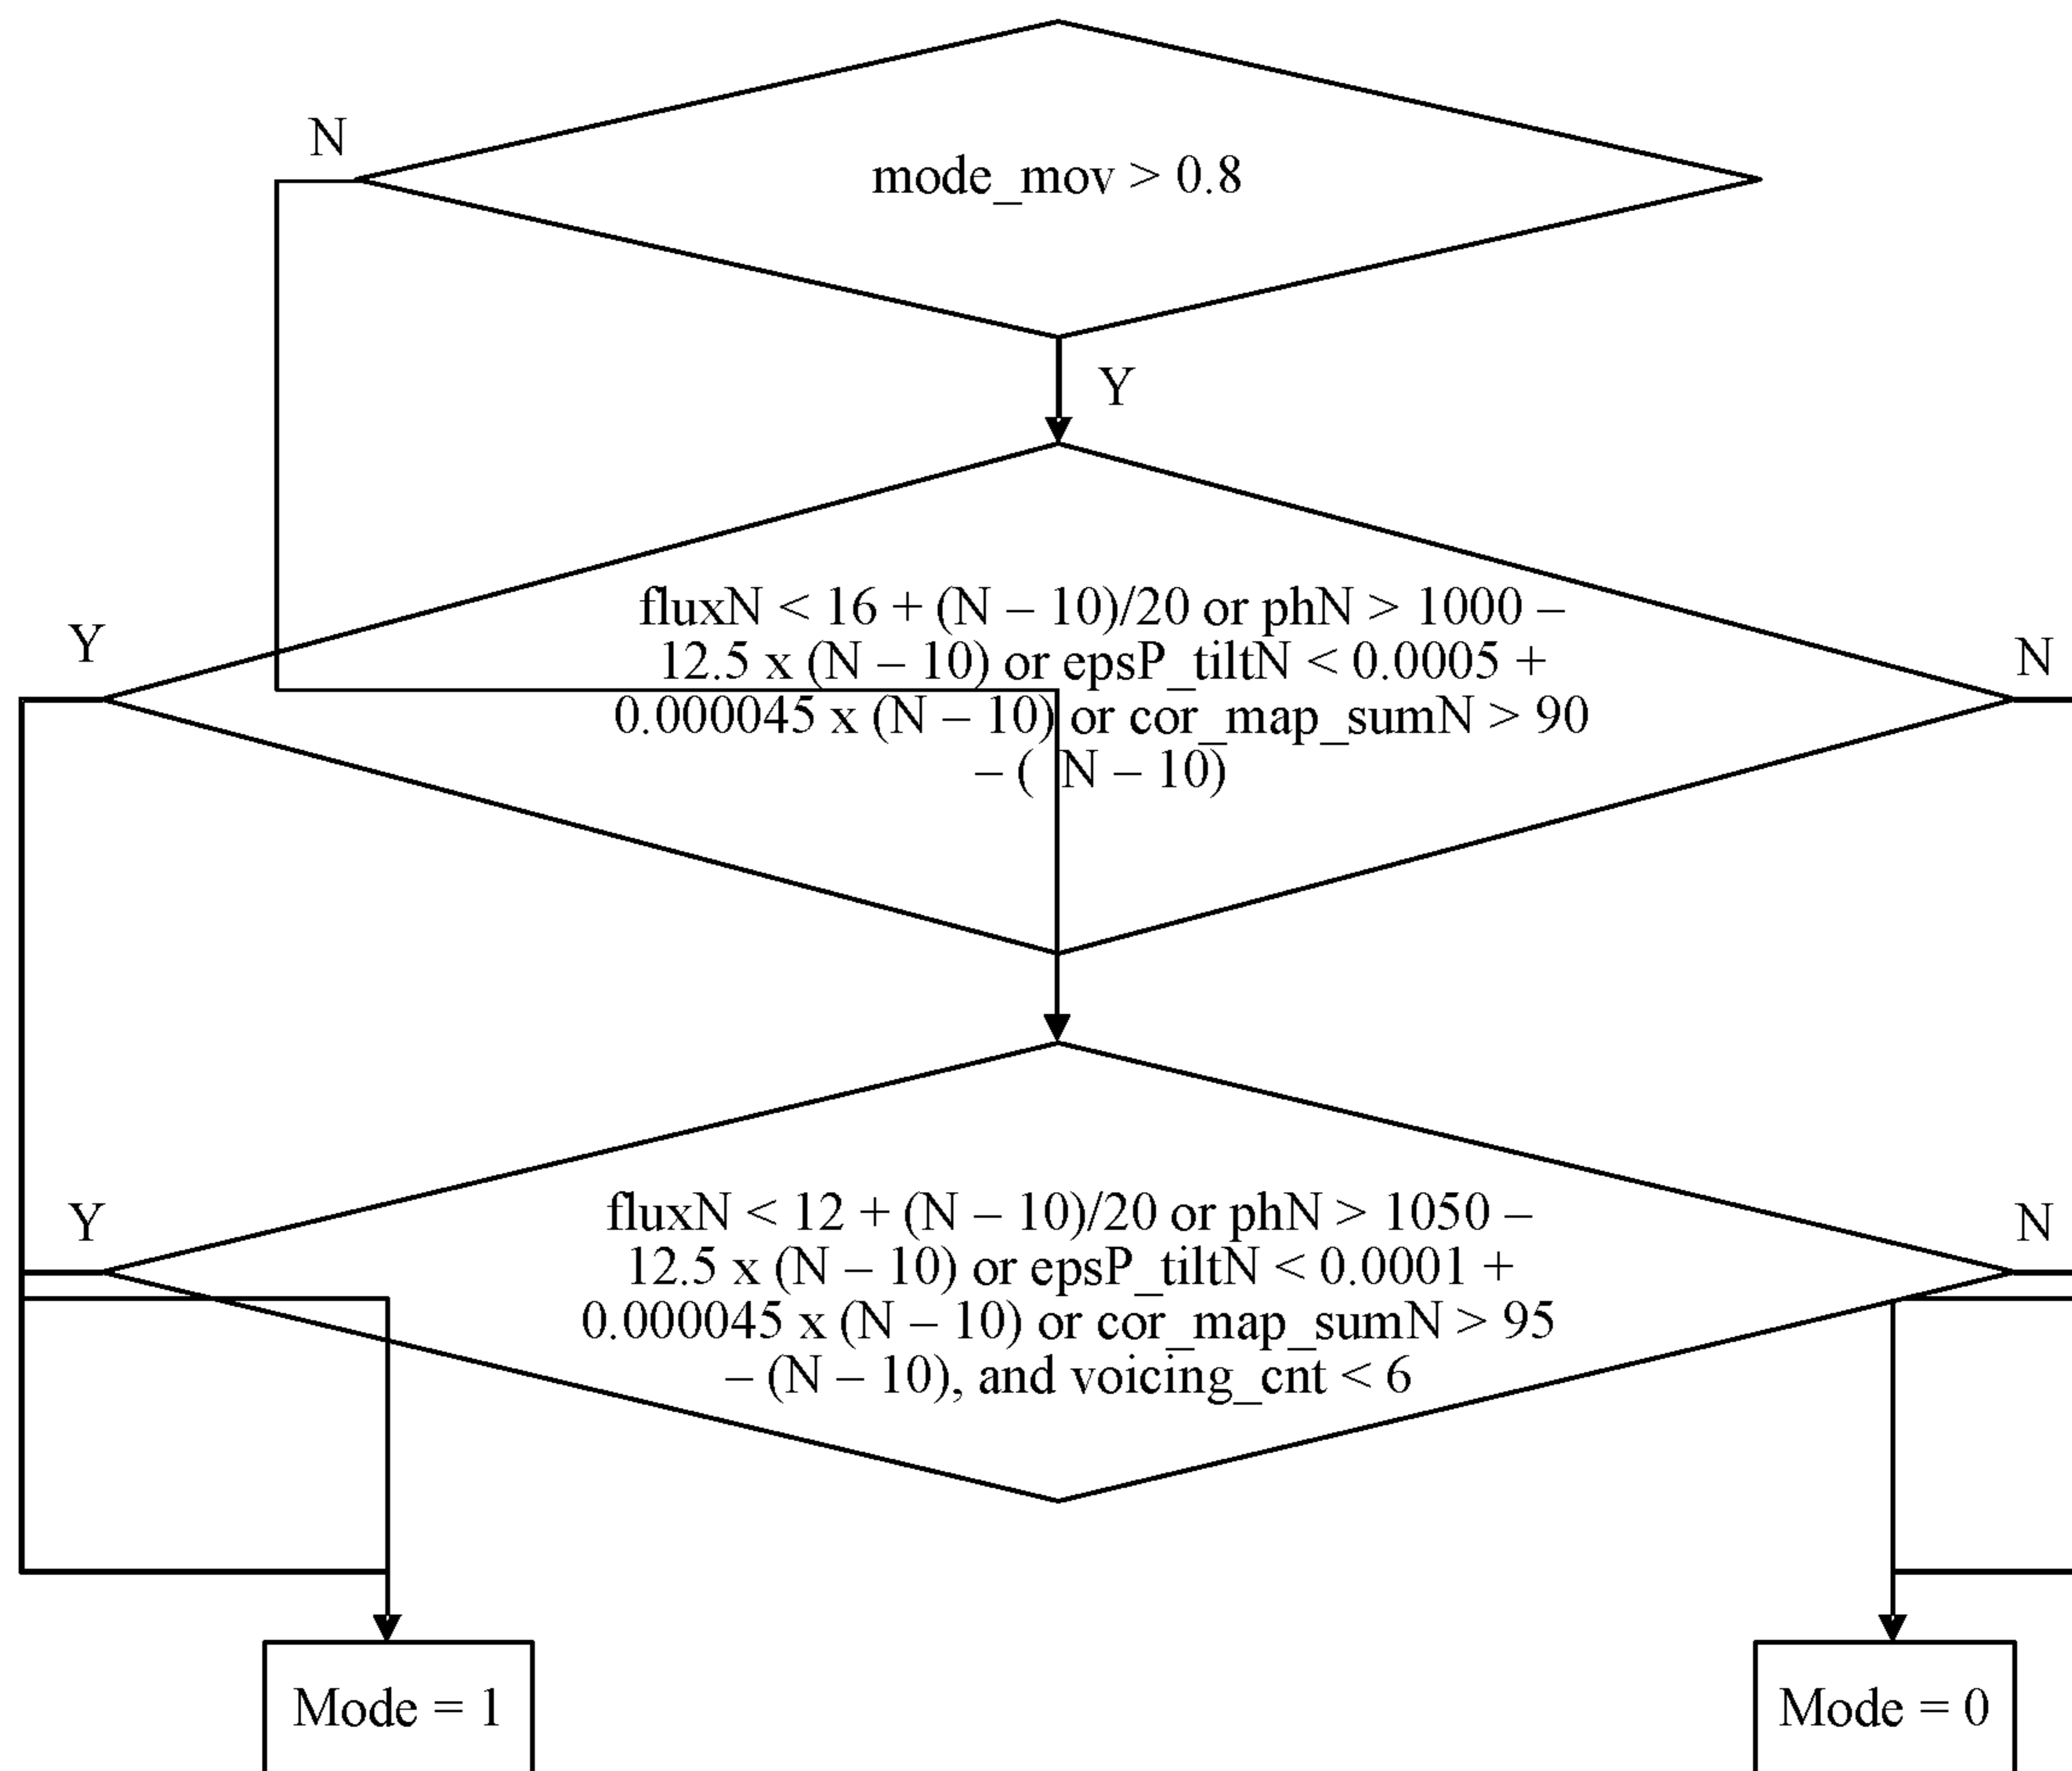 N
mode_mov > 0.8
Y
fluxN < 16 + (N – 10)/20 or phN > 1000 –
Y
N
12.5 x (N – 10) or epsP_tiltN < 0.0005 +
0.000045 x (N – 10) or cor_map_sumN > 90
– ( N – 10)
fluxN < 12 + (N – 10)/20 or phN > 1050 –
Y
N
12.5 x (N – 10) or epsP_tiltN < 0.0001 +
0.000045 x (N – 10) or cor_map_sumN > 95
– (N – 10), and voicing_cnt < 6
Mode = 1
Mode = 0